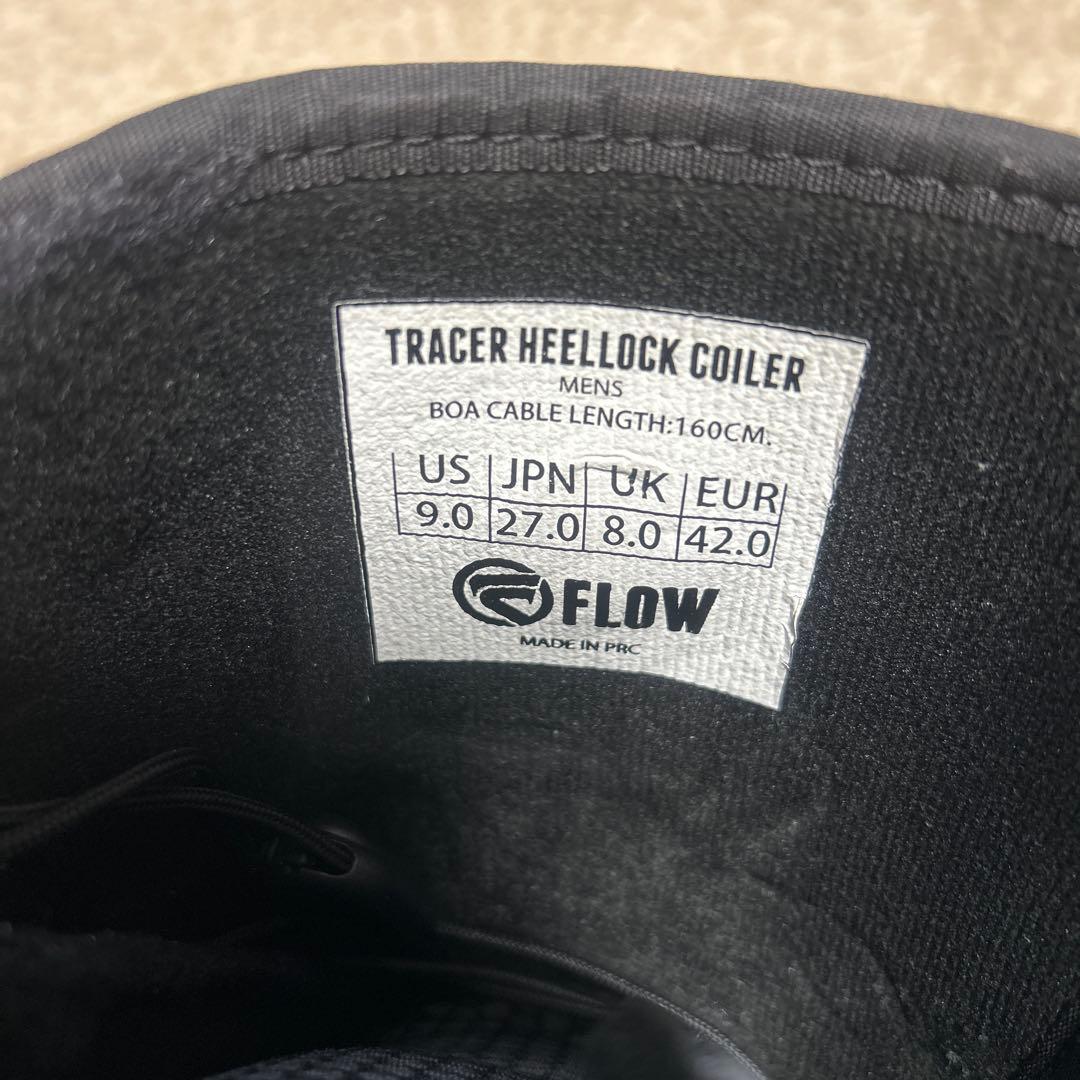 TRACER HEELLOCK COILER
MENS
BOA CABLE LENGTH:160CM.
US JPN UK EUR
9.0 27.0 8.0 42.0
FLOW
MADE IN PRC